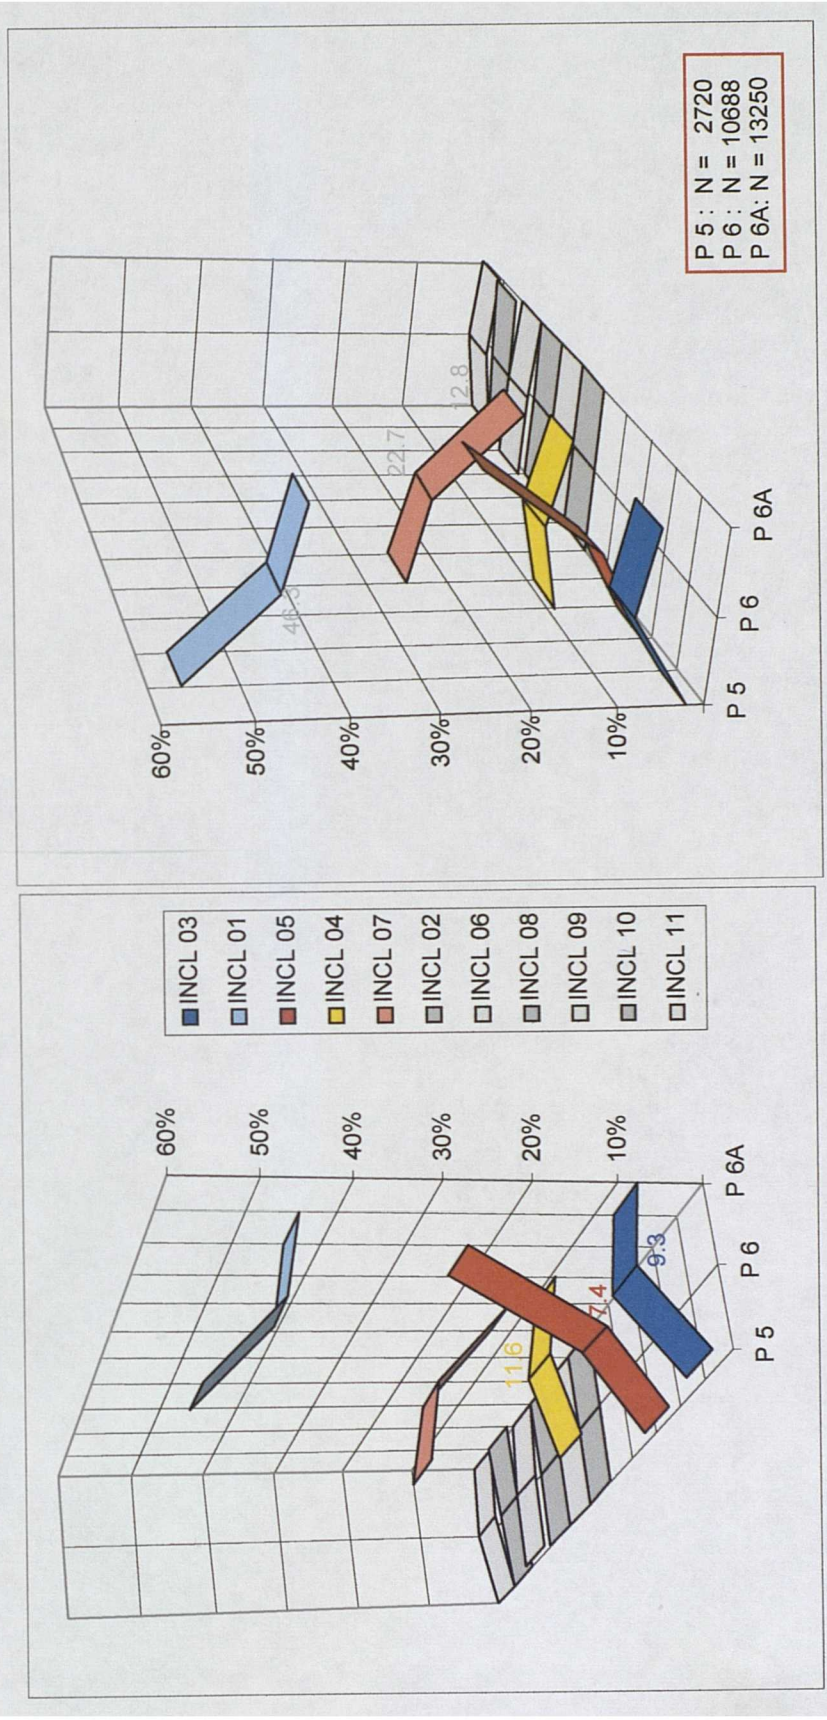 60%
50%
40%
30%
20%
10%
11.6
7.4
9.3
P 5
P 6
P 6A
INCL 03
INCL 01
INCL 05
INCL 04
INCL 07
INCL 02
INCL 06
INCL 08
INCL 09
INCL 10
INCL 11
60%
50%
40%
30%
20%
10%
46.3
22.7
12.8
P 5
P 6
P 6A
P 5 : N = 2720
P 6 : N = 10688
P 6A: N = 13250